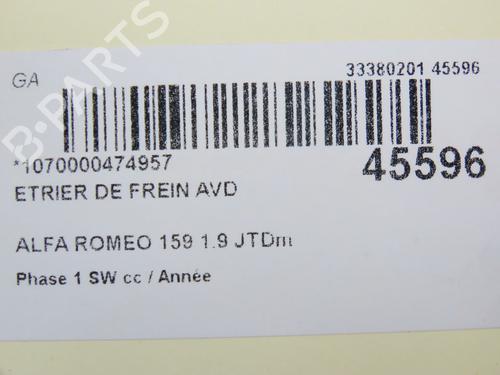 GA
33380201 45596
B-PARTS
*1070000474957
45596
ETRIER DE FREIN AVD
ALFA ROMEO 159 1.9 JTDm
Phase 1 SW cc / Année